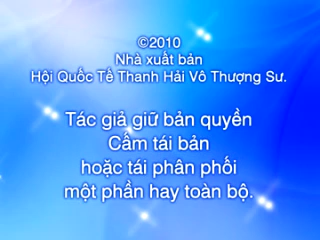 ©2010
Nhà xuất bản
Hội Quốc Tế Thanh Hải Vô Thượng Sư.
Tác giả giữ bản quyền
Cấm tái bản
hoặc tái phân phối
một phần hay toàn bộ.